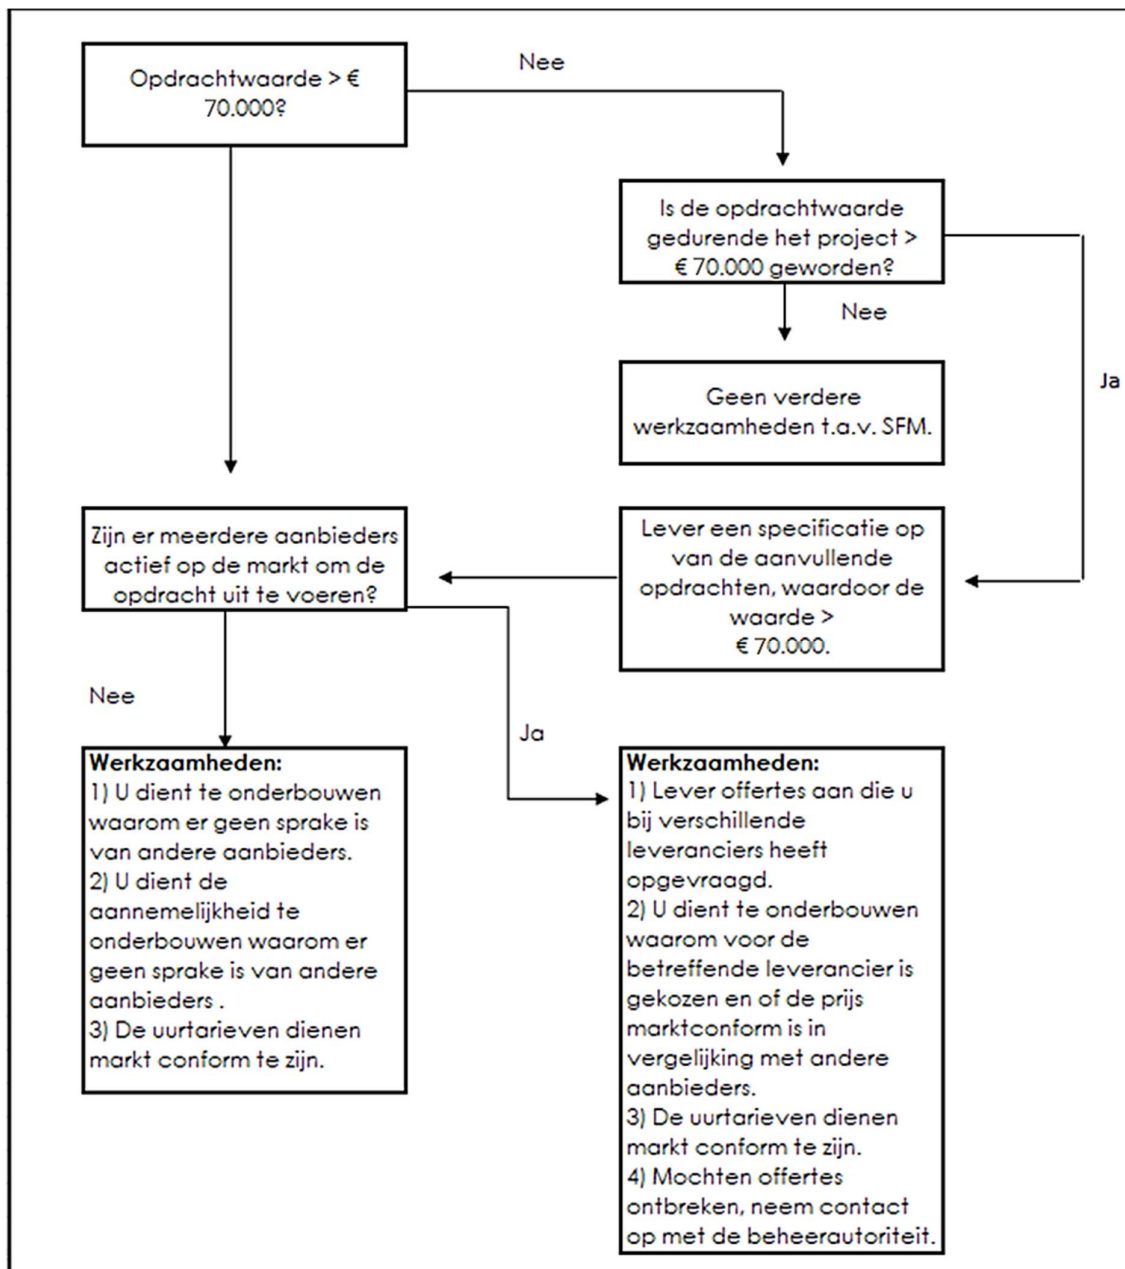 Opdrachtwaarde > €
70.000?
Nee
Is de opdrachtwaarde
gedurende het project >
€ 70.000 geworden?
Nee
Ja
Geen verdere
werkzaamheden t.a.v. SFM.
Zijn er meerdere aanbieders
actief op de markt om de
opdracht uit te voeren?
Lever een specificatie op
van de aanvullende
opdrachten, waardoor de
waarde >
€ 70.000.
Nee
Ja
Werkzaamheden:
1) U dient te onderbouwen
waarom er geen sprake is
van andere aanbieders.
2) U dient de
aannemelijkheid te
onderbouwen waarom er
geen sprake is van andere
aanbieders .
3) De uurtarieven dienen
markt conform te zijn.
Werkzaamheden:
1) Lever offertes aan die u
bij verschillende
leveranciers heeft
opgevraagd.
2) U dient te onderbouwen
waarom voor de
betreffende leverancier is
gekozen en of de prijs
marktconform is in
vergelijking met andere
aanbieders.
3) De uurtarieven dienen
markt conform te zijn.
4) Mochten offertes
ontbreken, neem contact
op met de beheerautoriteit.